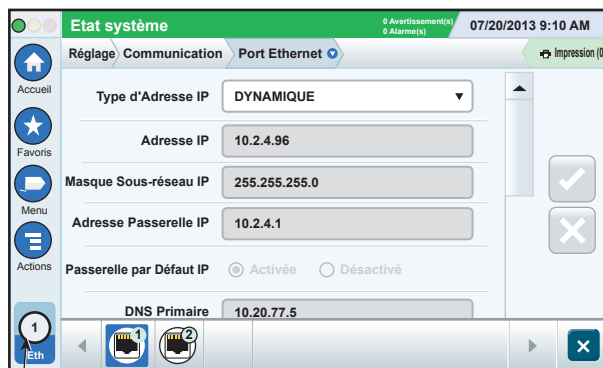 Etat système
0 Avertissement(s)
0 Alarme(s)
07/20/2013 9:10 AM
Réglage Communication Port Ethernet
Impression (0
Accueil
Favoris
Menu
Actions
Type d'Adresse IP DYNAMIQUE
Adresse IP 10.2.4.96
Masque Sous-réseau IP 255.255.255.0
Adresse Passerelle IP 10.2.4.1
Passerelle par Défaut IP Activée Désactivé
DNS Primaire 10.20.77.5
1
Eth
1
2